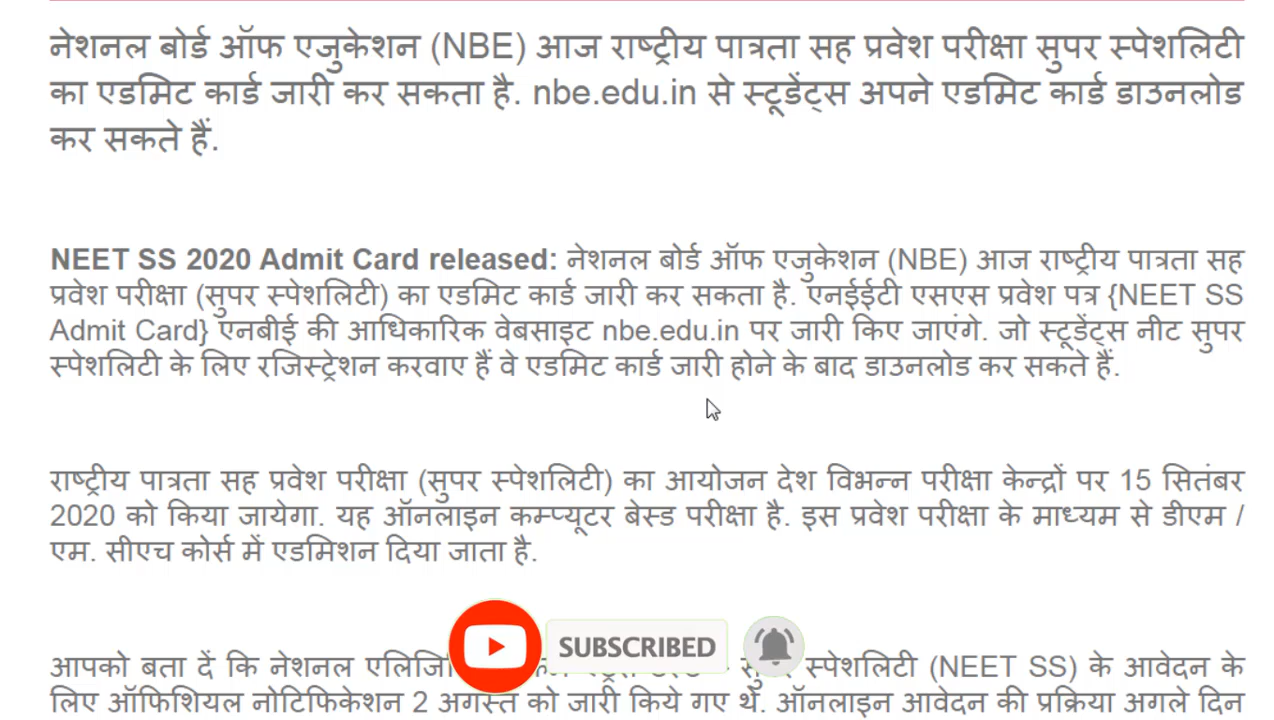 नेशनल बोर्ड ऑफ एजुकेशन (NBE) आज राष्ट्रीय पात्रता सह प्रवेश परीक्षा सुपर स्पेशलिटी
का एडमिट कार्ड जारी कर सकता है. nbe.edu.in से स्टूडेंट्स अपने एडमिट कार्ड डाउनलोड
कर सकते हैं.
NEET SS 2020 Admit Card released: नेशनल बोर्ड ऑफ एजुकेशन (NBE) आज राष्ट्रीय पात्रता सह
प्रवेश परीक्षा (सुपर स्पेशलिटी) का एडमिट कार्ड जारी कर सकता है. एनईईटी एसएस प्रवेश पत्र {NEET SS
Admit Card} एनबीई की आधिकारिक वेबसाइट nbe.edu.in पर जारी किए जाएंगे. जो स्टूडेंट्स नीट सुपर
स्पेशलिटी के लिए रजिस्ट्रेशन करवाए हैं वे एडमिट कार्ड जारी होने के बाद डाउनलोड कर सकते हैं.
राष्ट्रीय पात्रता सह प्रवेश परीक्षा (सुपर स्पेशलिटी) का आयोजन देश विभन्न परीक्षा केन्द्रों पर 15 सितंबर
2020 को किया जायेगा. यह ऑनलाइन कम्प्यूटर बेस्ड परीक्षा है. इस प्रवेश परीक्षा के माध्यम से डीएम /
एम. सीएच कोर्स में एडमिशन दिया जाता है.
SUBSCRIBED
आपको बता दें कि नेशनल स्पेशलिटी (NEET SS) के आवेदन के
लिए ऑफिशियल नोटिफिकेशन 2 अगस्त को जारी किये गए थे. ऑनलाइन आवेदन की प्रक्रिया अगले दिन